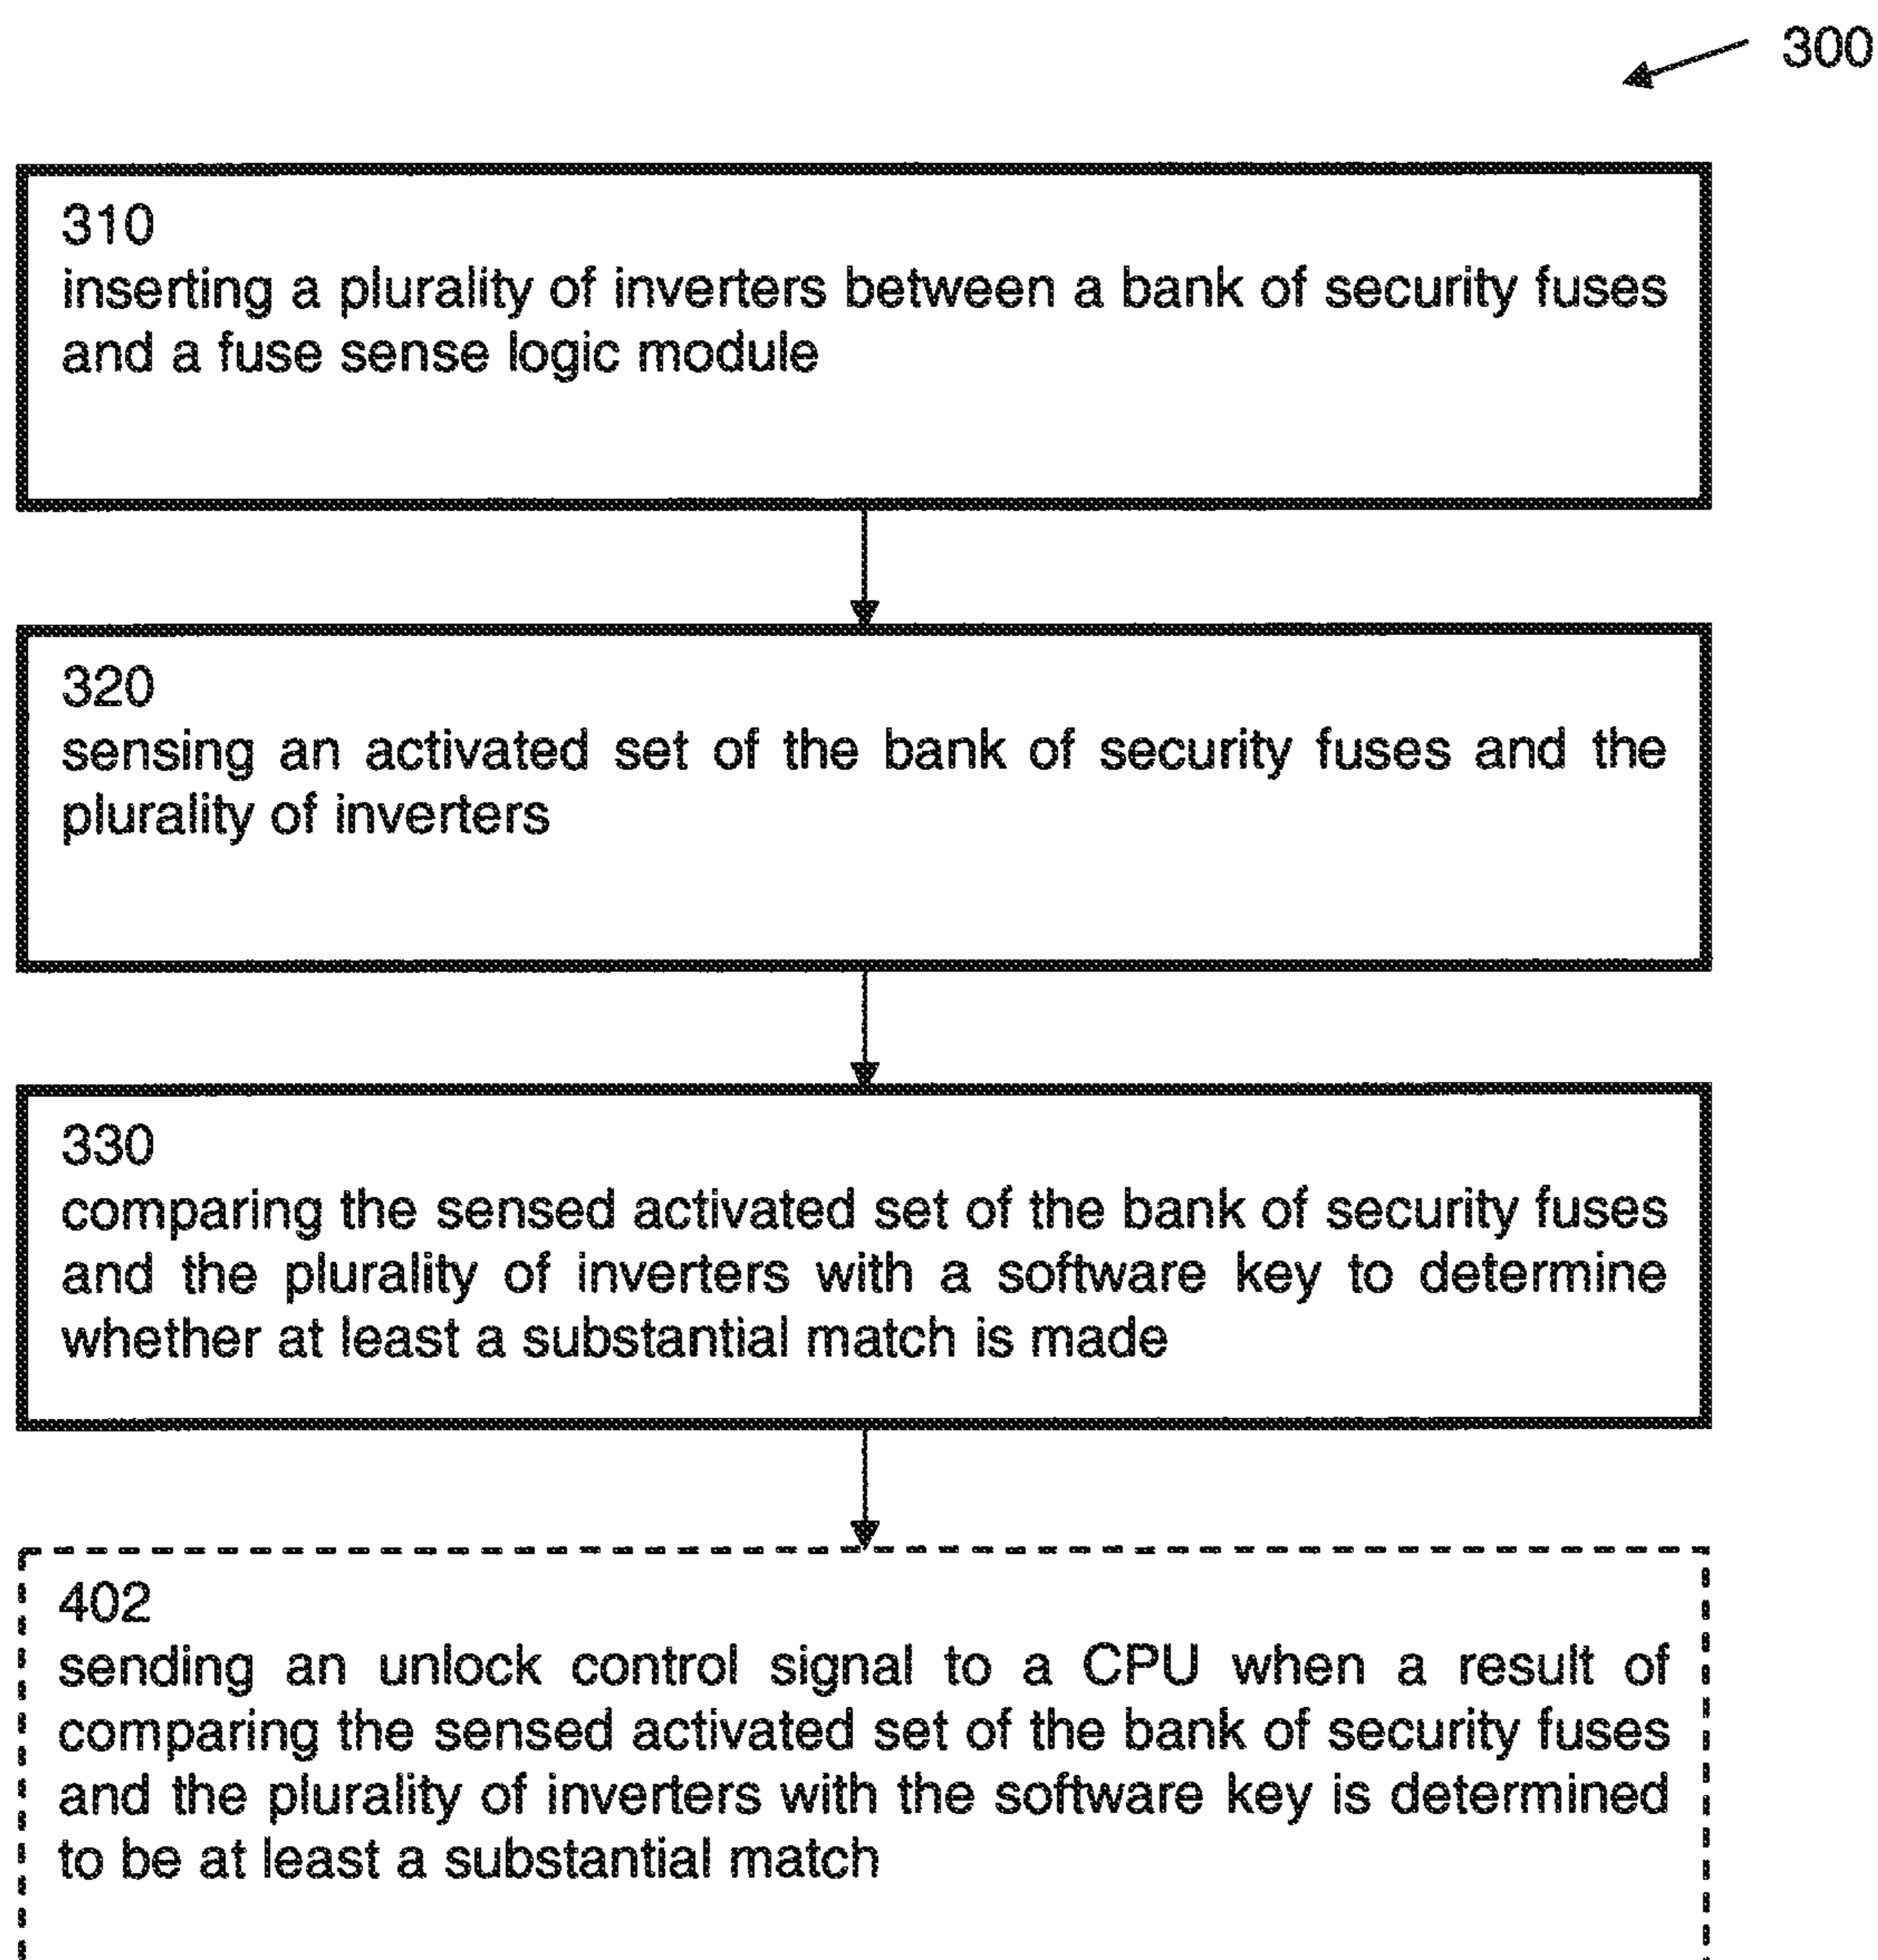 300
310
inserting a plurality of inverters between a bank of security fuses
and a fuse sense logic module
320
sensing an activated set of the bank of security fuses and the
plurality of inverters
330
comparing the sensed activated set of the bank of security fuses
and the plurality of inverters with a software key to determine
whether at least a substantial match is made
402
sending an unlock control signal to a CPU when a result of
comparing the sensed activated set of the bank of security fuses
and the plurality of inverters with the software key is determined
to be at least a substantial match